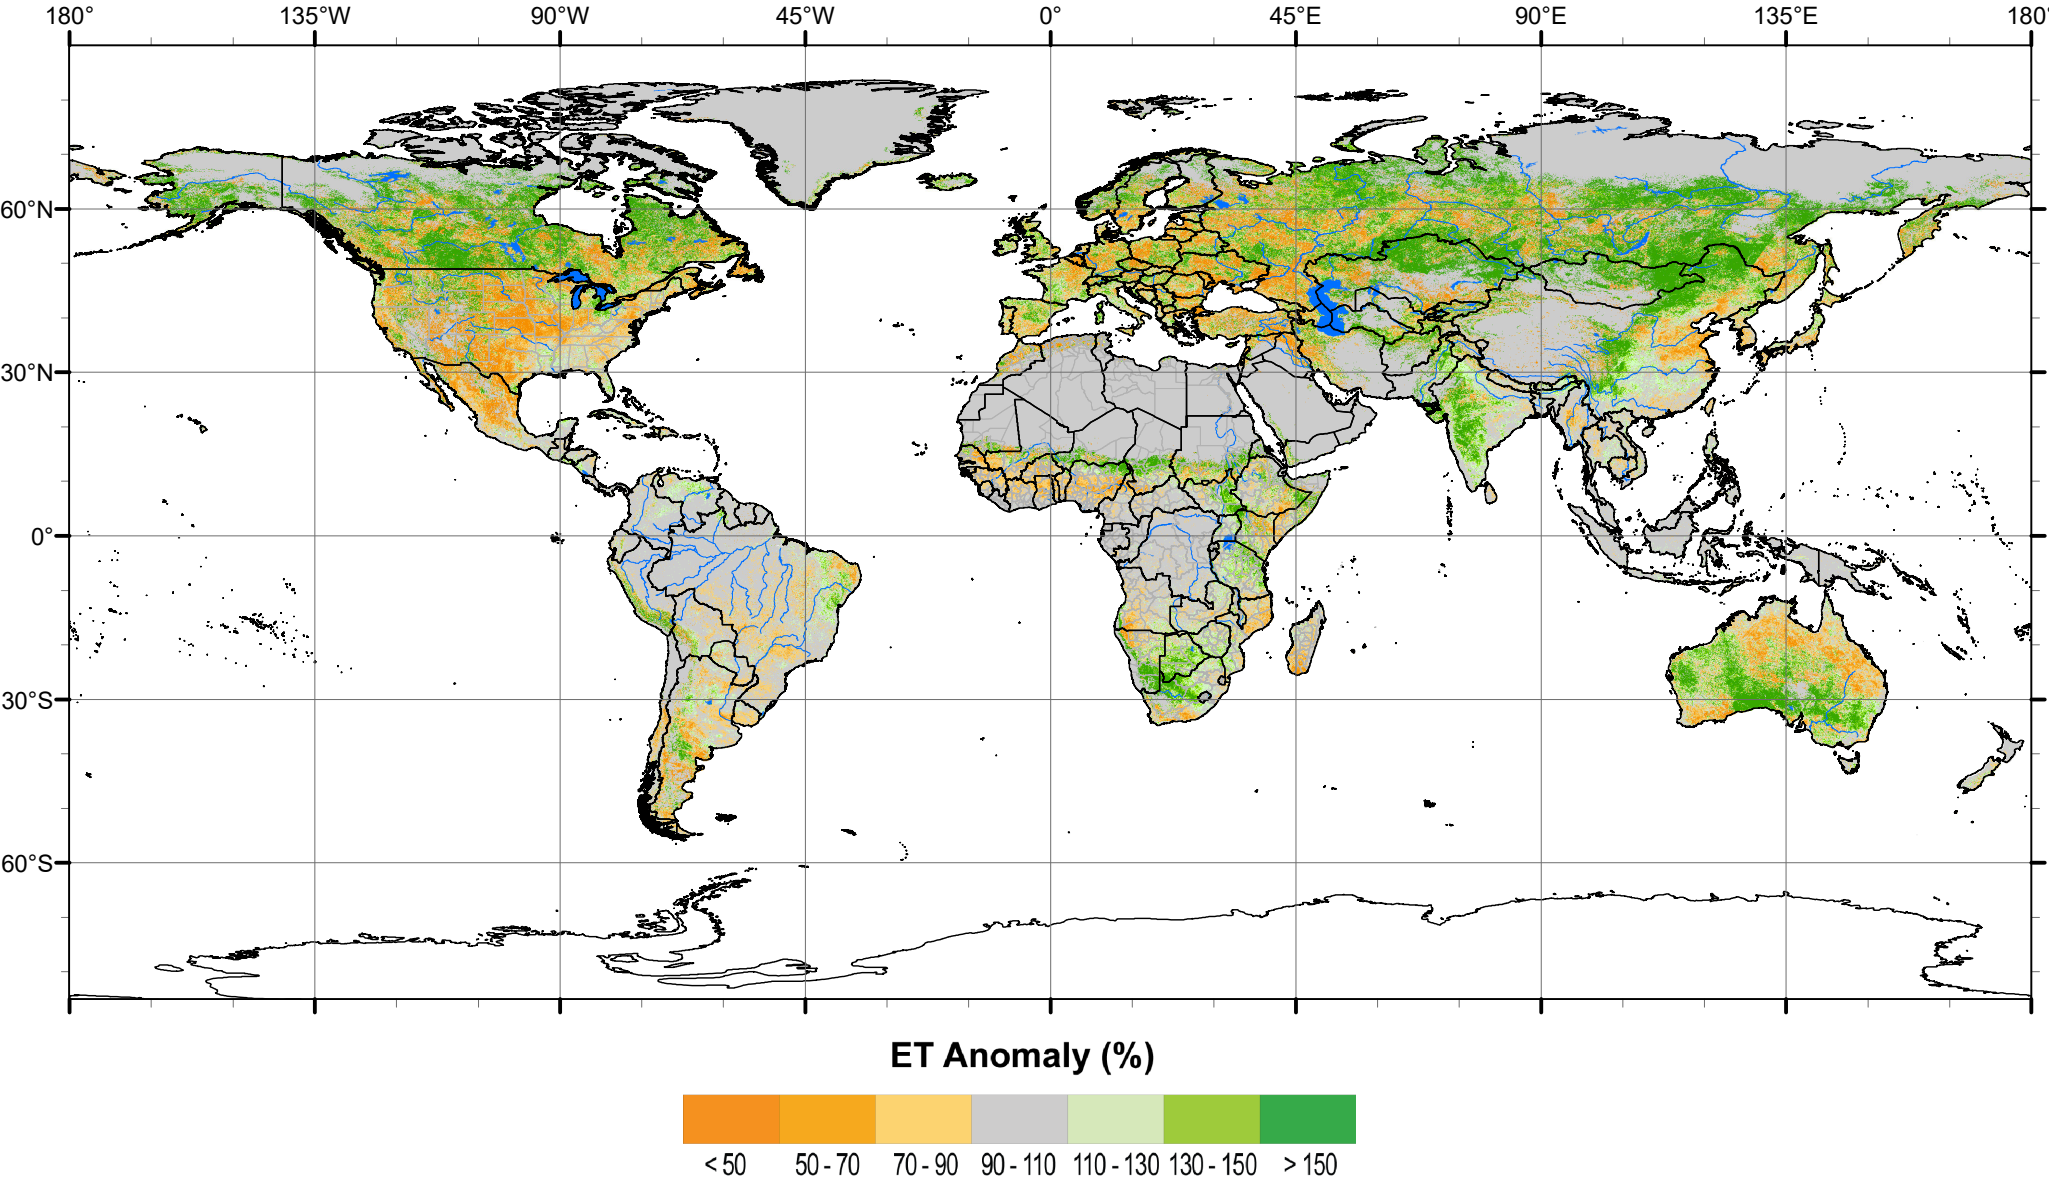 180° 135°W 90°W 45°W 0° 45°E 90°E 135°E 180°
60°N
30°N
0°
30°S
60°S
ET Anomaly (%)
< 50 50 - 70 70 - 90 90 - 110 110 - 130 130 - 150 > 150